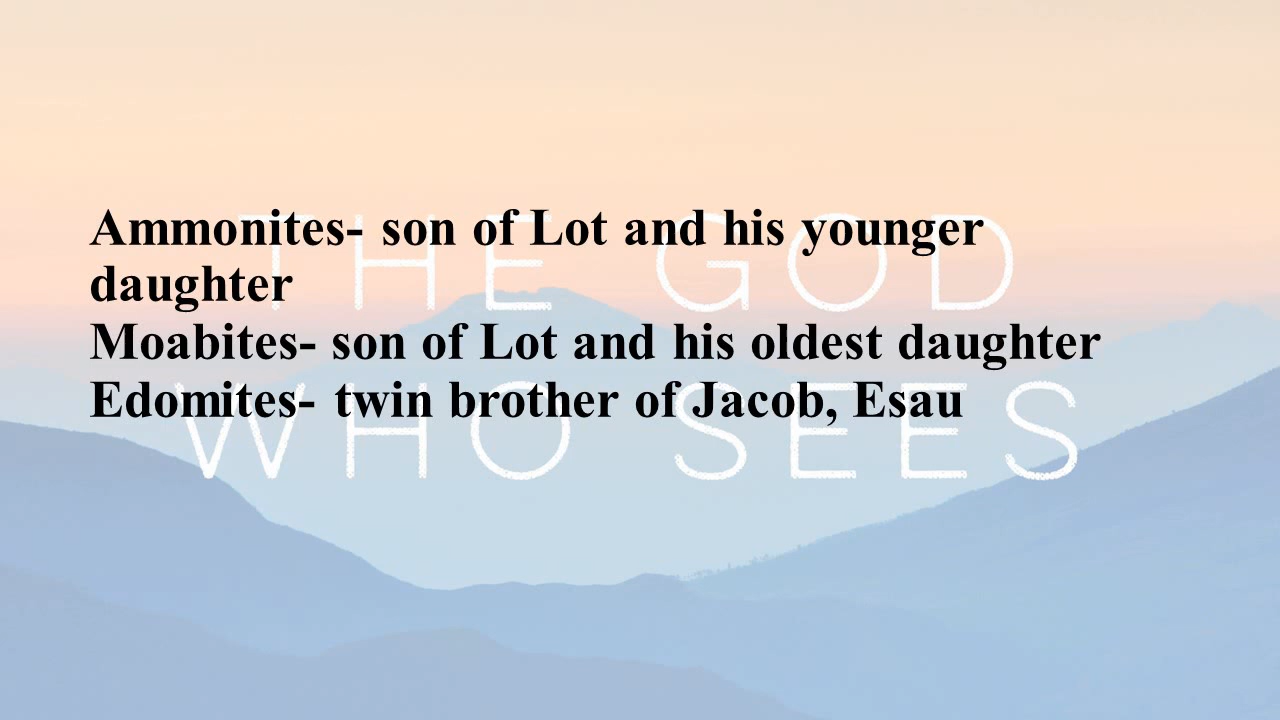 Ammonites- son of Lot and his younger
daughter
Moabites- son of Lot and his oldest daughter
Edomites- twin brother of Jacob, Esau
THE GOD
WHO SEES